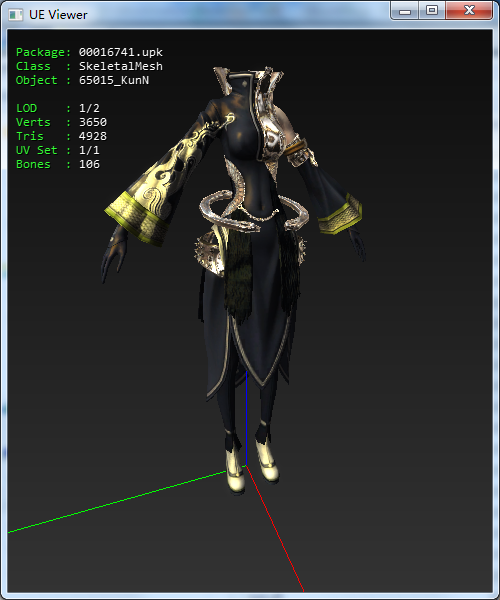 UE Viewer
Package: 00016741.upk
Class  : SkeletalMesh
Object : 65015_KunN
LOD    : 1/2
Verts  : 3650
Tris   : 4928
UV Set : 1/1
Bones  : 106